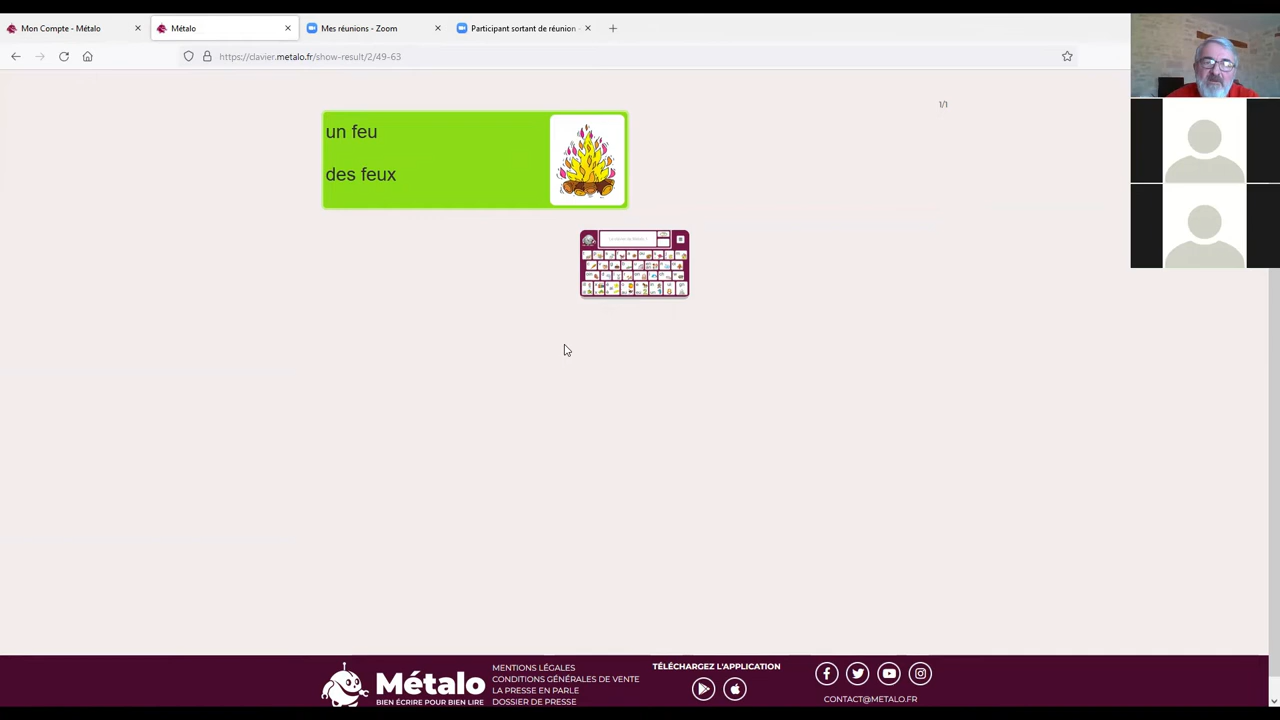 Mon Compte - Métalo
Métalo
Mes réunions - Zoom
Participant sortant de réunion -
https://clavier.metalo.fr/show-result/2/49-63
1/1
un feu
des feux
Métalo
BIEN ÉCRIRE POUR BIEN LIRE
MENTIONS LÉGALES
CONDITIONS GÉNÉRALES DE VENTE
LA PRESSE EN PARLE
DOSSIER DE PRESSE
TÉLÉCHARGEZ L'APPLICATION
CONTACT@METALO.FR